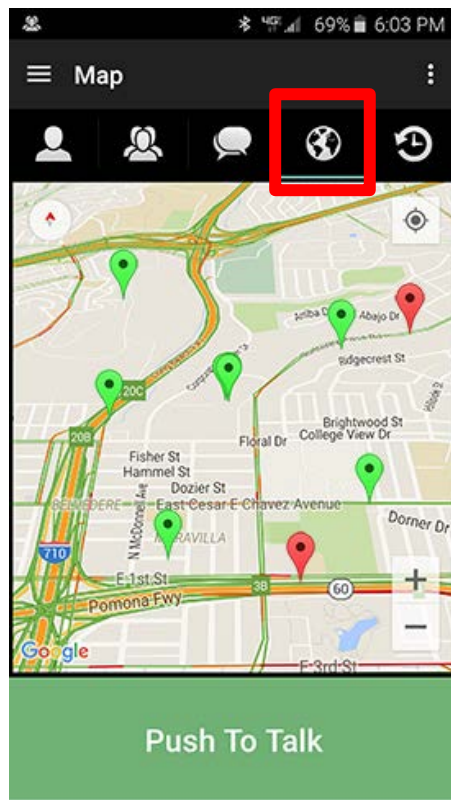 4G 69% 6:03 PM
Map
Arriba D Abajo Dr
Ridgecrest St
20C
Brightwood St
20B
Floral Dr College View Dr
Fisher St
Hammel St
Dozier St
N McDonnell Ave
East Cesar E Chavez Avenue
Dorner Dr
MARAVILLA
710
E 1st St
3B
60
+
Pomona Fwy
−
Google
E 3rd St
Push To Talk